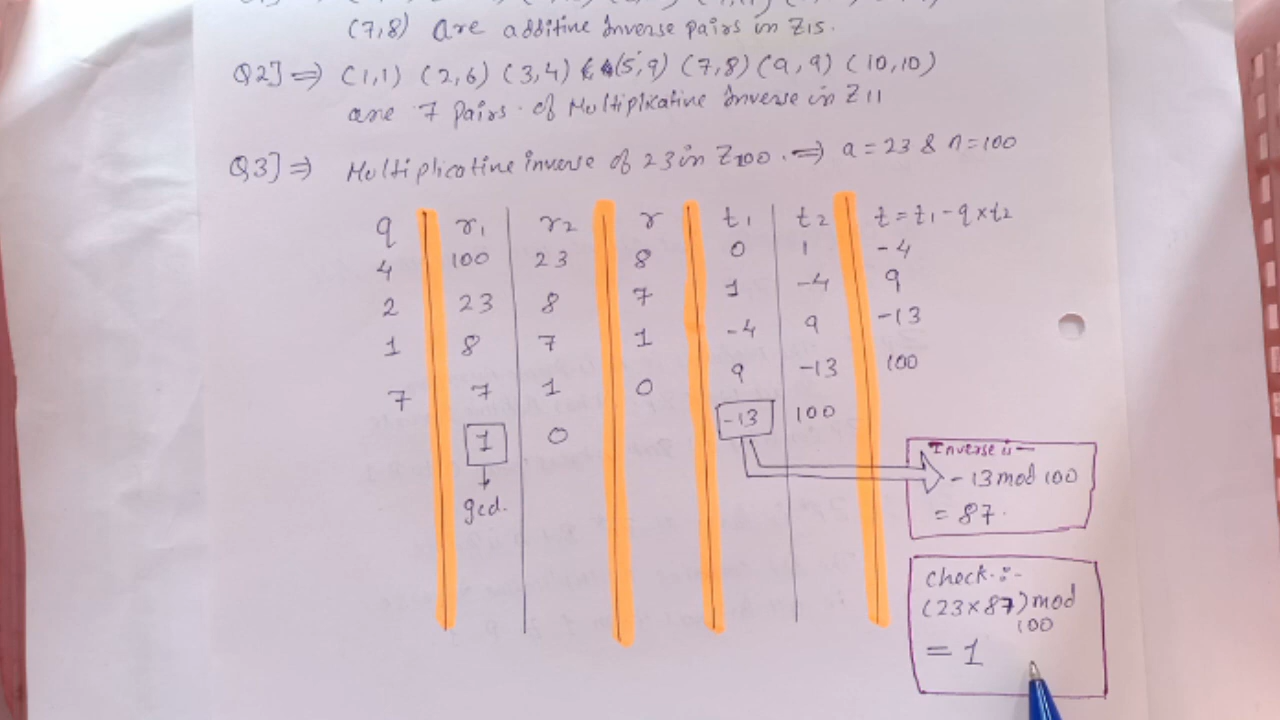 (7,8) Are additine Inverse pairs in Z15.
Q2] ⇒ (1,1) (2,6) (3,4) (5,9) (7,8) (9,9) (10,10)
are 7 Pairs. of Multiplicatine Inverse in Z11
Q3] ⇒ Multiplicatine inverse of 23 in Z100. ⇒ a = 23 & n = 100
q r1 r2 r t1 t2 t = t1 - q × t2
4 100 23 8 0 1 -4
2 23 8 7 1 -4 9
1 8 7 1 -4 9 -13
7 7 1 0 9 -13 100
1 0 -13 100
gcd.
Inverse is -
- 13 mod 100
= 87.
Check :-
(23×87) mod
100
= 1